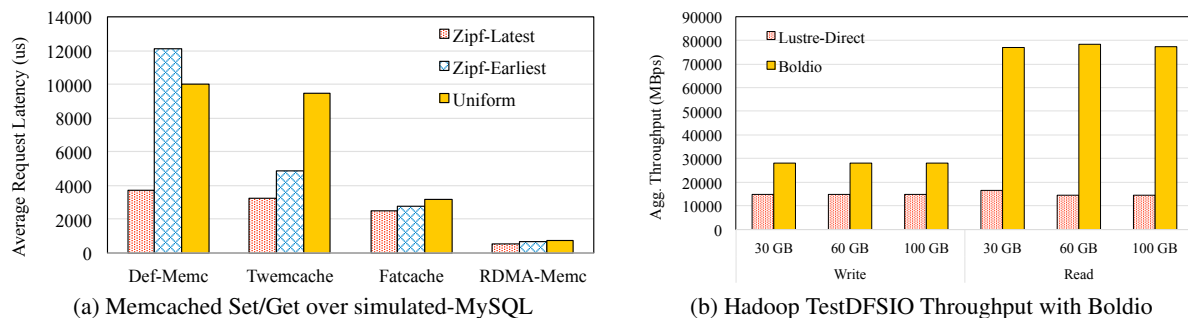 14000
12000
10000
8000
6000
4000
2000
0
Average Request Latency (us)
Zipf-Latest
Zipf-Earliest
Uniform
Def-Memc Twemcache Fatcache RDMA-Memc
(a) Memcached Set/Get over simulated-MySQL
90000
80000
70000
60000
50000
40000
30000
20000
10000
0
Agg. Throughput (MBps)
Lustre-Direct
Boldio
30 GB 60 GB 100 GB 30 GB 60 GB 100 GB
Write Read
(b) Hadoop TestDFSIO Throughput with Boldio